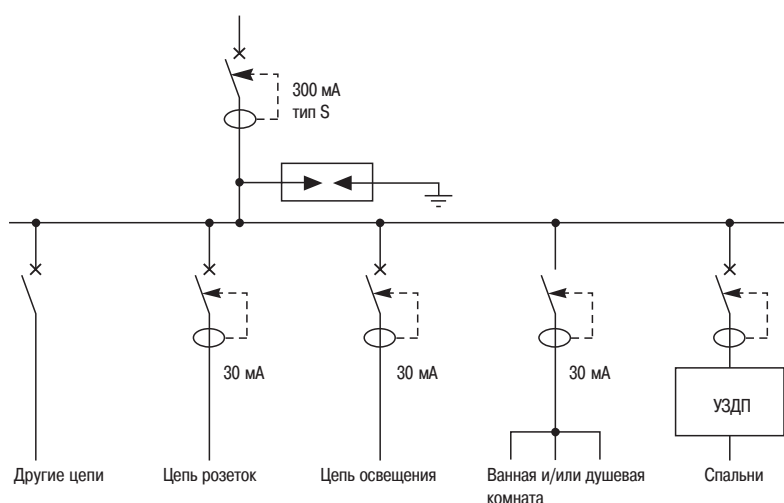 300 мА
тип S
30 мА
30 мА
30 мА
УЗДП
Другие цепи
Цепь розеток
Цепь освещения
Ванная и/или душевая
комната
Спальни